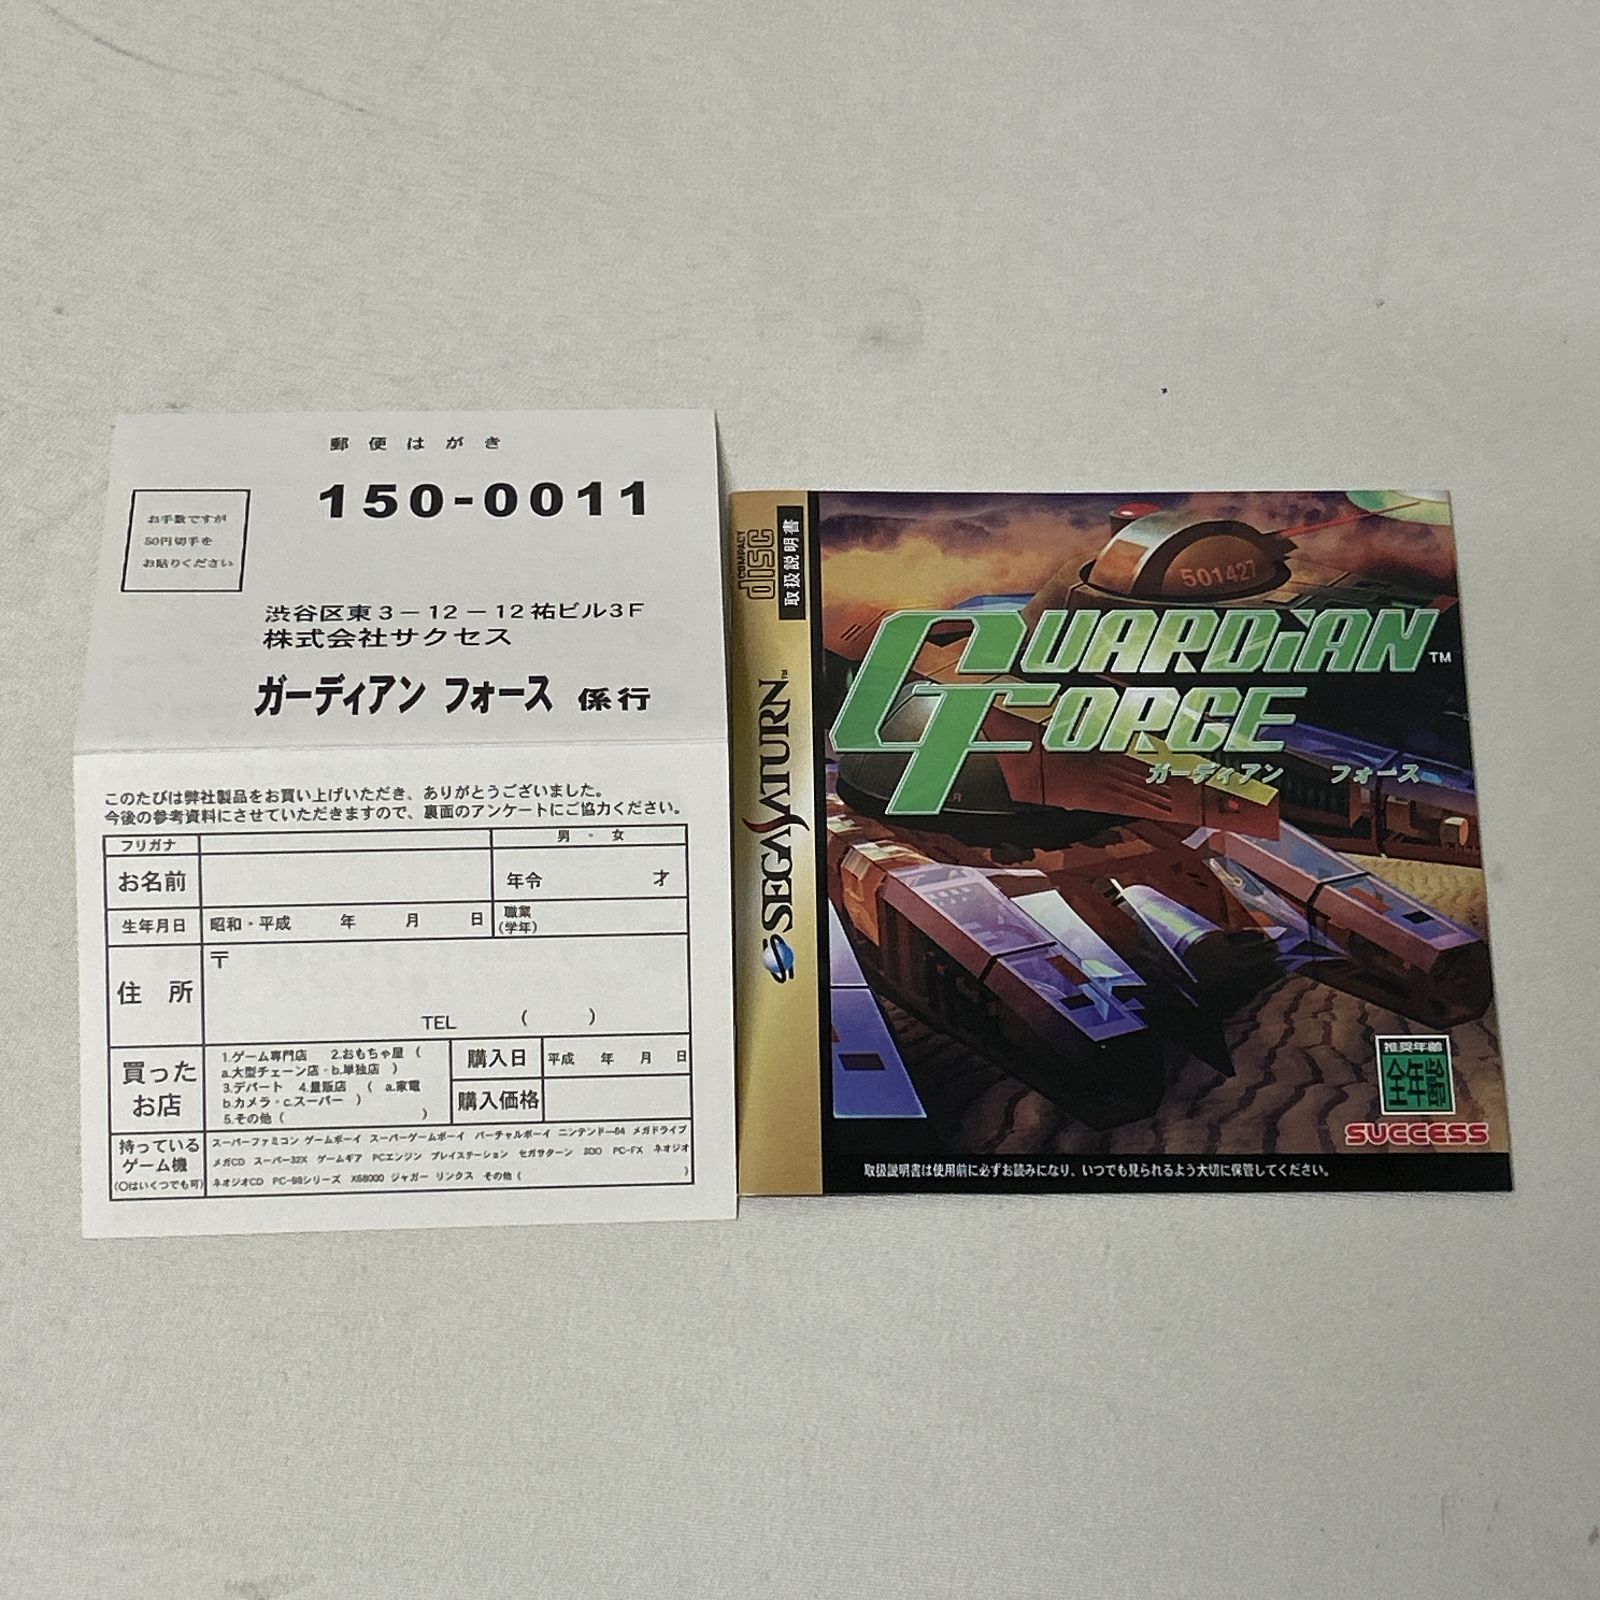 郵便はがき
150-0011
お手数ですが
50円切手を
お貼りください
渋谷区東3-12-12祐ビル3F
株式会社サクセス
ガーディアン フォース 係行
このたびは弊社製品をお買い上げいただき、ありがとうございました。
今後の参考資料にさせていただきますので、裏面のアンケートにご協力ください。
フリガナ
男・女
お名前
年令 才
生年月日
昭和・平成 年 月 日
職業
(学年)
住 所
〒
TEL ( )
買った
お店
1.ゲーム専門店 2.おもちゃ屋 (
a.大型チェーン店・b.単独店 )
3.デパート 4.量販店 ( a.家電
b.カメラ・c.スーパー )
5.その他 ( )
購入日
平成 年 月 日
購入価格
持っている
ゲーム機
(○はいくつでも可)
スーパーファミコン ゲームボーイ スーパーゲームボーイ バーチャルボーイ ニンテンドー64 メガドライブ
メガCD スーパー32X ゲームギア PCエンジン プレイステーション セガサターン 3DO PC-FX ネオジオ
ネオジオCD PC-98シリーズ X68000 ジャガー リンクス その他 ( )
COMPACT
disc
取扱説明書
SEGA SATURN™
501427
GUARDIAN
FORCE™
ガーディアン フォース
推奨年齢
全年齢
SUCCESS
取扱説明書は使用前に必ずお読みになり、いつでも見られるよう大切に保管してください。